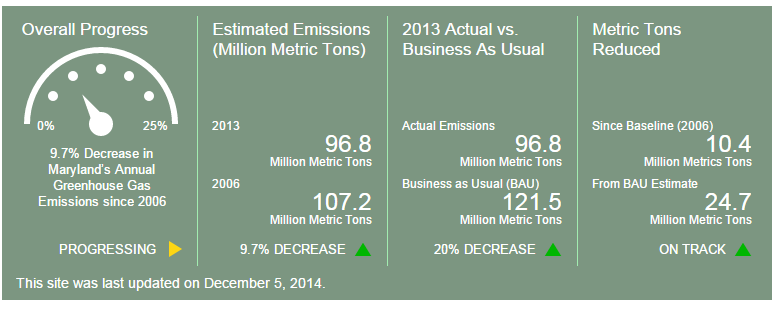 Overall Progress
0%
25%
9.7% Decrease in
Maryland's Annual
Greenhouse Gas
Emissions since 2006
PROGRESSING
Estimated Emissions
(Million Metric Tons)
2013
96.8
Million Metric Tons
2006
107.2
Million Metric Tons
9.7% DECREASE
2013 Actual vs.
Business As Usual
Actual Emissions
96.8
Million Metric Tons
Business as Usual (BAU)
121.5
Million Metric Tons
20% DECREASE
Metric Tons
Reduced
Since Baseline (2006)
10.4
Million Metrics Tons
From BAU Estimate
24.7
Million Metric Tons
ON TRACK
This site was last updated on December 5, 2014.